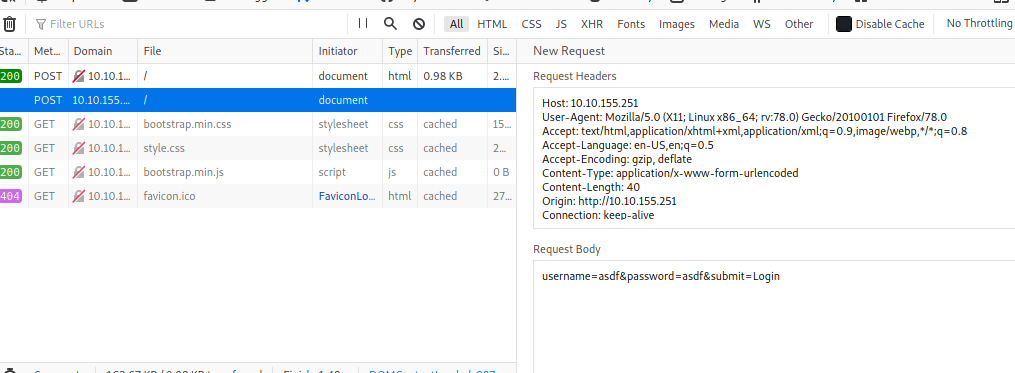 Filter URLs
All HTML CSS JS XHR Fonts Images Media WS Other Disable Cache No Throttling
Sta... Met... Domain File Initiator Type Transferred Si...
200 POST 10.10.1... / document html 0.98 KB 2....
POST 10.10.155.... / document
200 GET 10.10.1... bootstrap.min.css stylesheet css cached 15...
200 GET 10.10.1... style.css stylesheet css cached 2....
200 GET 10.10.1... bootstrap.min.js script js cached 0 B
404 GET 10.10.1... favicon.ico FaviconLo... html cached 27...
New Request
Request Headers
Host: 10.10.155.251
User-Agent: Mozilla/5.0 (X11; Linux x86_64; rv:78.0) Gecko/20100101 Firefox/78.0
Accept: text/html,application/xhtml+xml,application/xml;q=0.9,image/webp,*/*;q=0.8
Accept-Language: en-US,en;q=0.5
Accept-Encoding: gzip, deflate
Content-Type: application/x-www-form-urlencoded
Content-Length: 40
Origin: http://10.10.155.251
Connection: keep-alive
Request Body
username=asdf&password=asdf&submit=Login